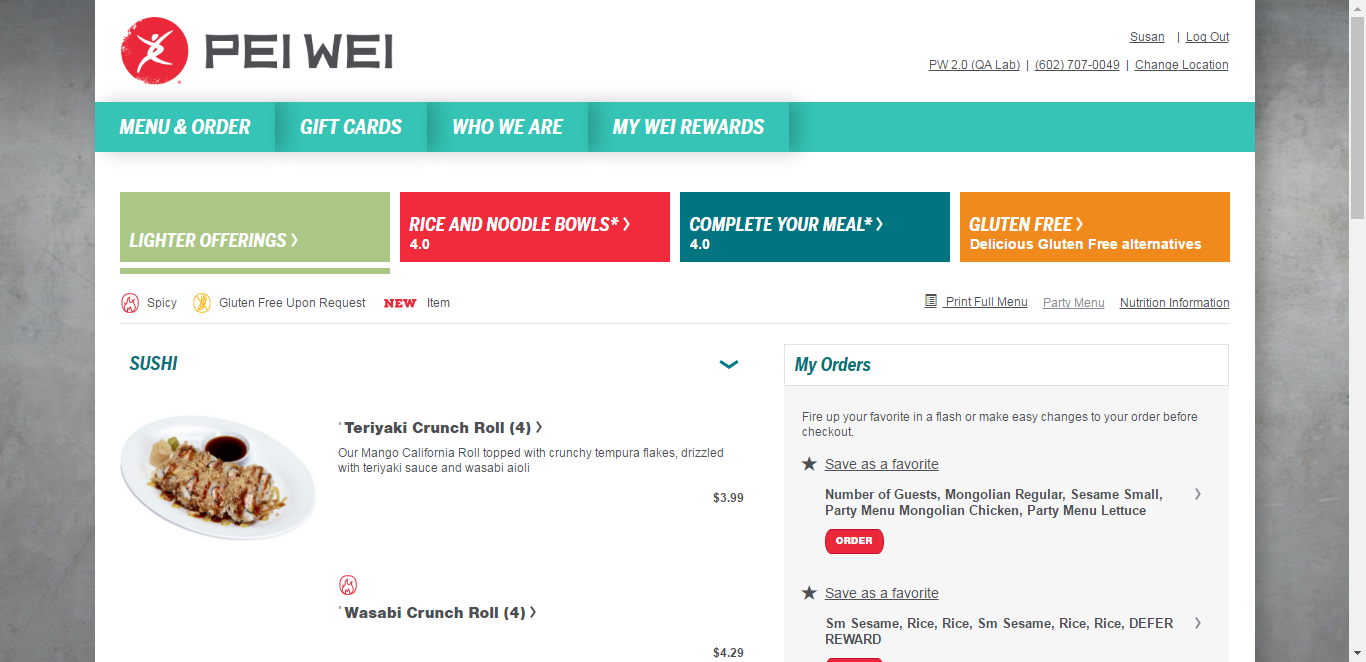 PEI WEI
Susan | Log Out
PW 2.0 (QA Lab) | (602) 707-0049 | Change Location
MENU & ORDER GIFT CARDS WHO WE ARE MY WEI REWARDS
LIGHTER OFFERINGS >
RICE AND NOODLE BOWLS* >
4.0
COMPLETE YOUR MEAL* >
4.0
GLUTEN FREE >
Delicious Gluten Free alternatives
Spicy Gluten Free Upon Request NEW Item
Print Full Menu Party Menu Nutrition Information
SUSHI
* Teriyaki Crunch Roll (4) >
Our Mango California Roll topped with crunchy tempura flakes, drizzled
with teriyaki sauce and wasabi aioli
$3.99
* Wasabi Crunch Roll (4) >
$4.29
My Orders
Fire up your favorite in a flash or make easy changes to your order before
checkout.
Save as a favorite
Number of Guests, Mongolian Regular, Sesame Small,
Party Menu Mongolian Chicken, Party Menu Lettuce
ORDER
Save as a favorite
Sm Sesame, Rice, Rice, Sm Sesame, Rice, Rice, DEFER
REWARD